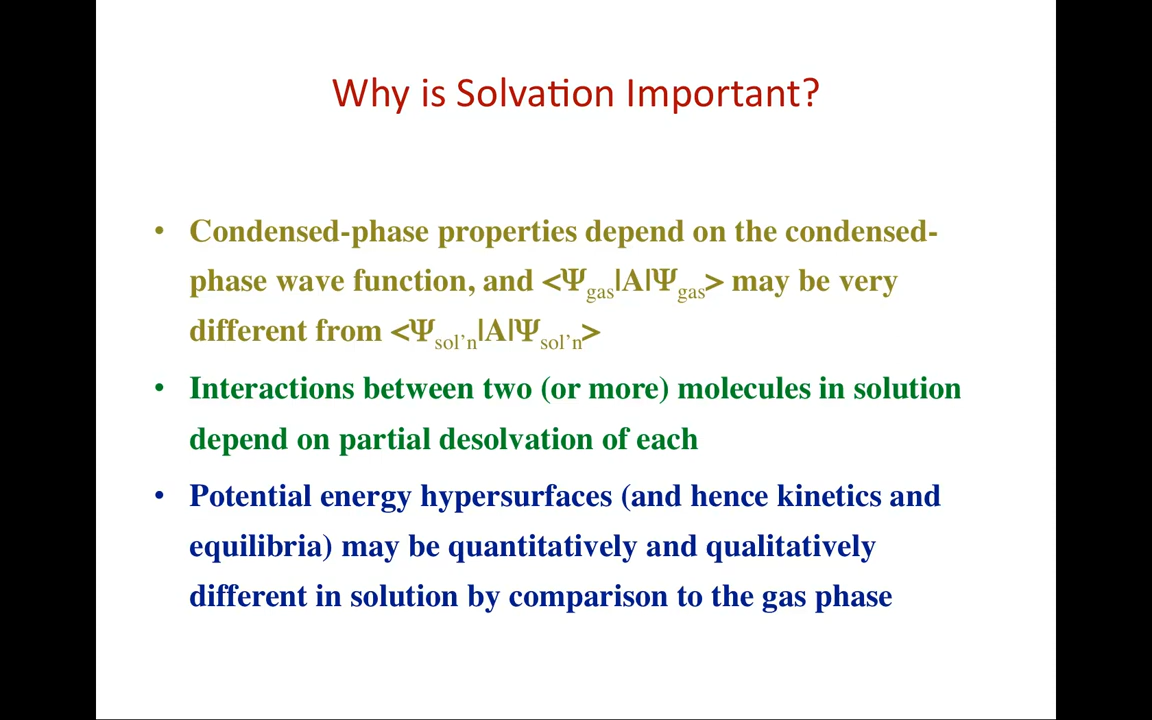 Why is Solvation Important?
• Condensed-phase properties depend on the condensed-
phase wave function, and <Ψgas|A|Ψgas> may be very
different from <Ψsol’n|A|Ψsol’n>
• Interactions between two (or more) molecules in solution
depend on partial desolvation of each
• Potential energy hypersurfaces (and hence kinetics and
equilibria) may be quantitatively and qualitatively
different in solution by comparison to the gas phase